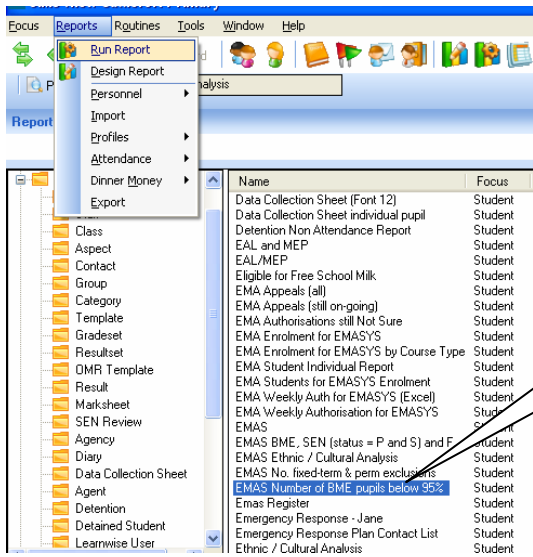 Focus Reports Routines Tools Window Help
Run Report
Design Report
Personnel
Import
Profiles
Attendance
Dinner Money
Export
alysis
Report
Class
Aspect
Contact
Group
Category
Template
Gradeset
Resultset
OMR Template
Result
Marksheet
SEN Review
Agency
Diary
Data Collection Sheet
Agent
Detention
Detained Student
Learnwise User
Name Focus
Data Collection Sheet (Font 12) Student
Data Collection Sheet individual pupil Student
Detention Non Attendance Report Student
EAL and MEP Student
EAL/MEP Student
Eligible for Free School Milk Student
EMA Appeals (all) Student
EMA Appeals (still on-going) Student
EMA Authorisations still Not Sure Student
EMA Enrolment for EMASYS Student
EMA Enrolment for EMASYS by Course Type Student
EMA Student Individual Report Student
EMA Students for EMASYS Enrolment Student
EMA Weekly Auth for EMASYS (Excel) Student
EMA Weekly Authorisation for EMASYS Student
EMAS Student
EMAS BME, SEN (status = P and S) and F Student
EMAS Ethnic / Cultural Analysis Student
EMAS No. fixed-term & perm exclusions Student
EMAS Number of BME pupils below 95% Student
Emas Register Student
Emergency Response - Jane Student
Emergency Response Plan Contact List Student
Ethnic / Cultural Analysis Student